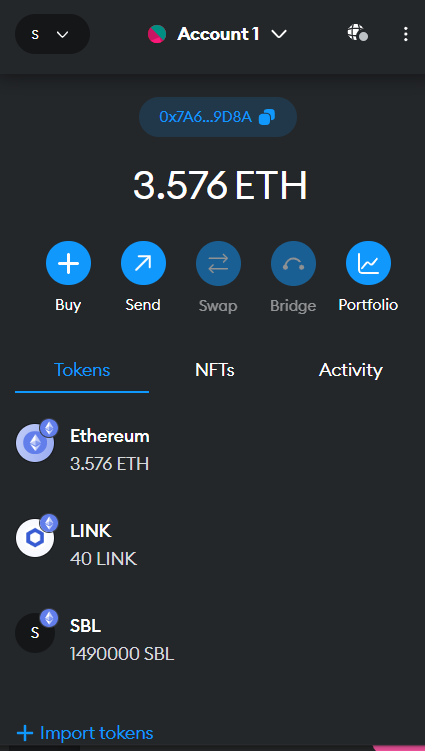 S
Account 1
0x7A6...9D8A
3.576 ETH
Buy Send Swap Bridge Portfolio
Tokens NFTs Activity
Ethereum
3.576 ETH
LINK
40 LINK
S
SBL
1490000 SBL
+ Import tokens